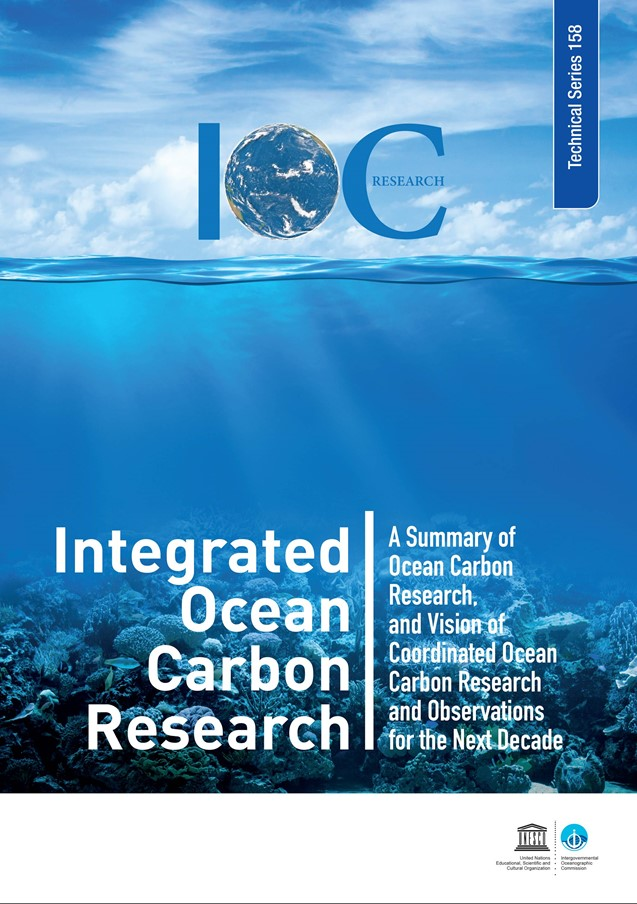 Technical Series 158
IOC
RESEARCH
Integrated
Ocean
Carbon
Research
A Summary of
Ocean Carbon
Research,
and Vision of
Coordinated Ocean
Carbon Research
and Observations
for the Next Decade
UNESCO
United Nations
Educational, Scientific and
Cultural Organization
Intergovernmental
Oceanographic
Commission